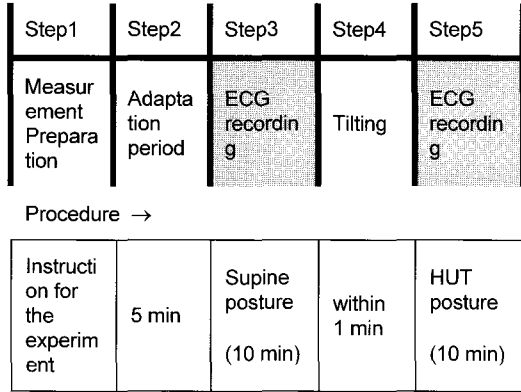 Step1 Step2 Step3 Step4 Step5
Measur
ement
Prepara
tion
Adapta
tion
period
ECG
recordin
g
Tilting
ECG
recordin
g
Procedure →
Instructi
on for
the
experim
ent
5 min
Supine
posture
(10 min)
within
1 min
HUT
posture
(10 min)